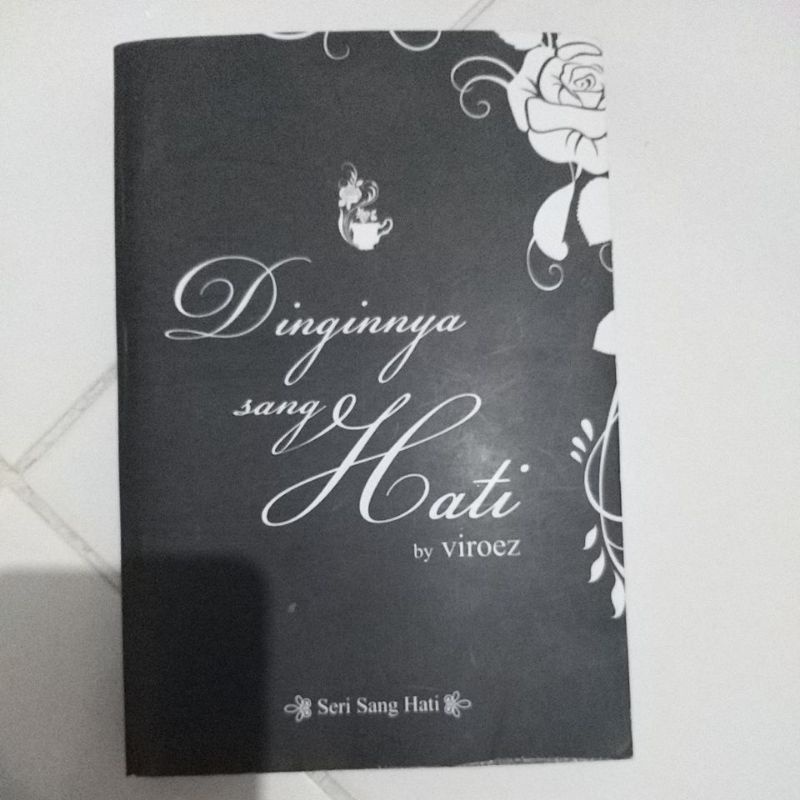 Dinginnya
sang Hati
by viroez
Seri Sang Hati